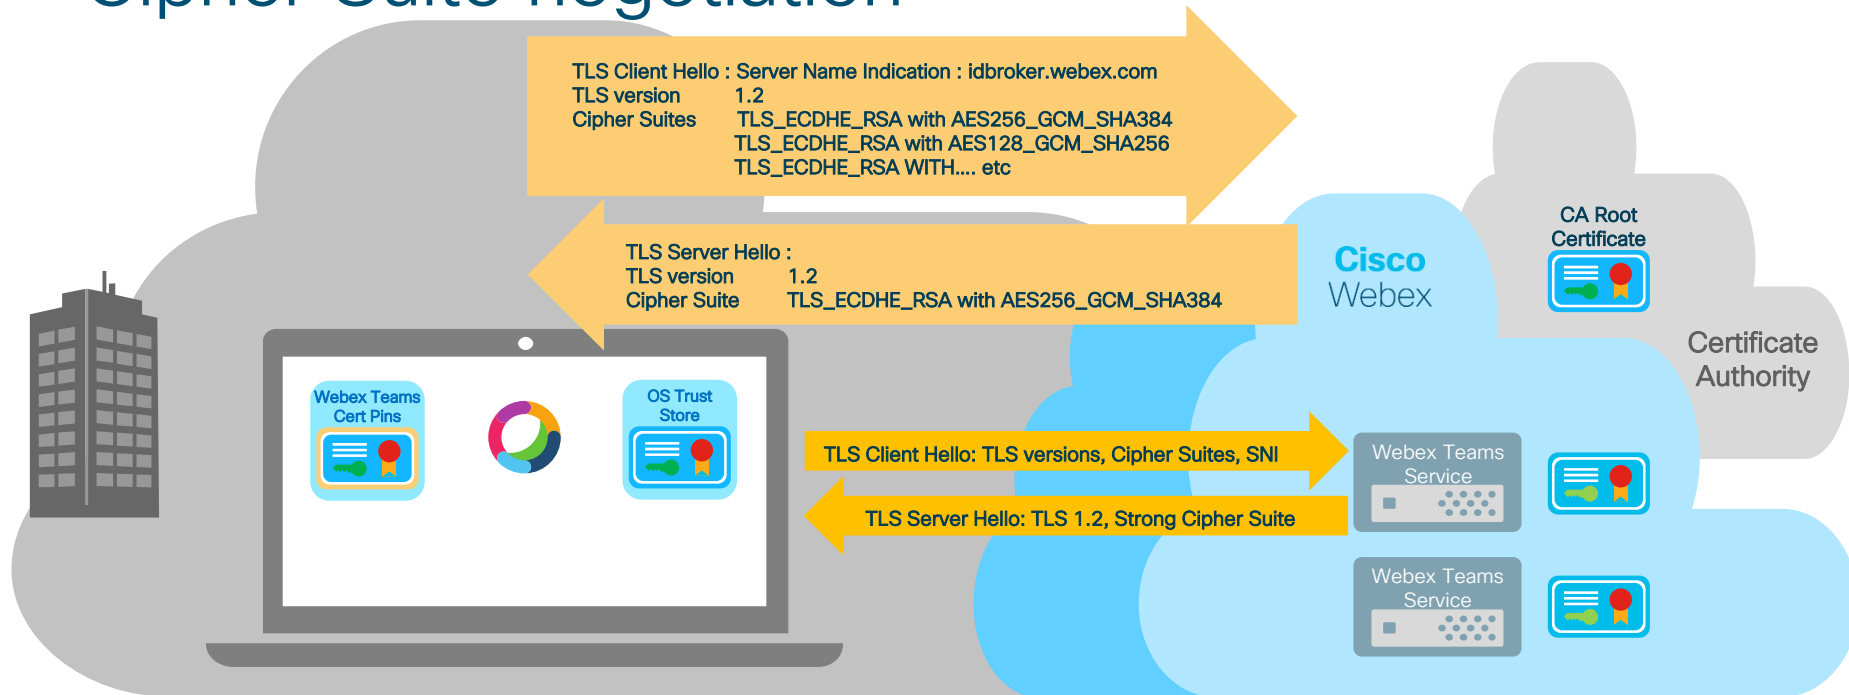 Cipher Suite negotiation
TLS Client Hello : Server Name Indication : idbroker.webex.com
TLS version 1.2
Cipher Suites TLS_ECDHE_RSA with AES256_GCM_SHA384
TLS_ECDHE_RSA with AES128_GCM_SHA256
TLS_ECDHE_RSA WITH.... etc
TLS Server Hello :
TLS version 1.2
Cipher Suite TLS_ECDHE_RSA with AES256_GCM_SHA384
Cisco
Webex
CA Root
Certificate
Certificate
Authority
Webex Teams
Cert Pins
OS Trust
Store
TLS Client Hello: TLS versions, Cipher Suites, SNI
TLS Server Hello: TLS 1.2, Strong Cipher Suite
Webex Teams
Service
Webex Teams
Service